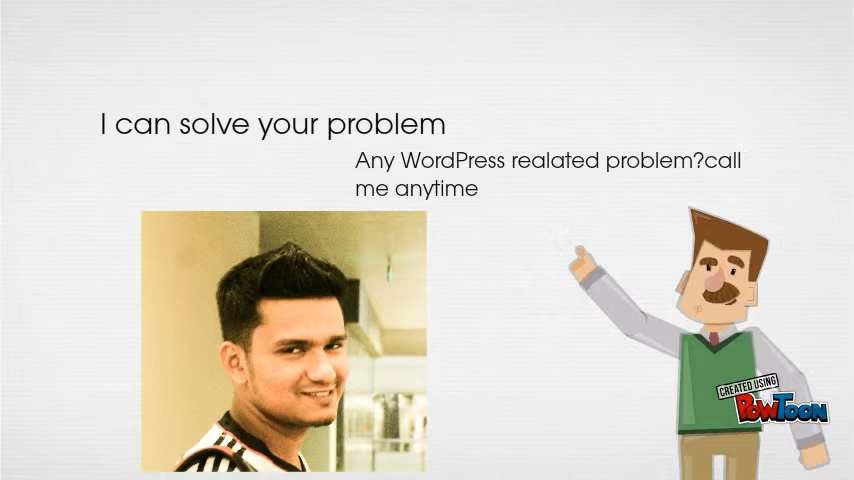 I can solve your problem
Any WordPress realated problem?call
me anytime
CREATED USING
POWTOON